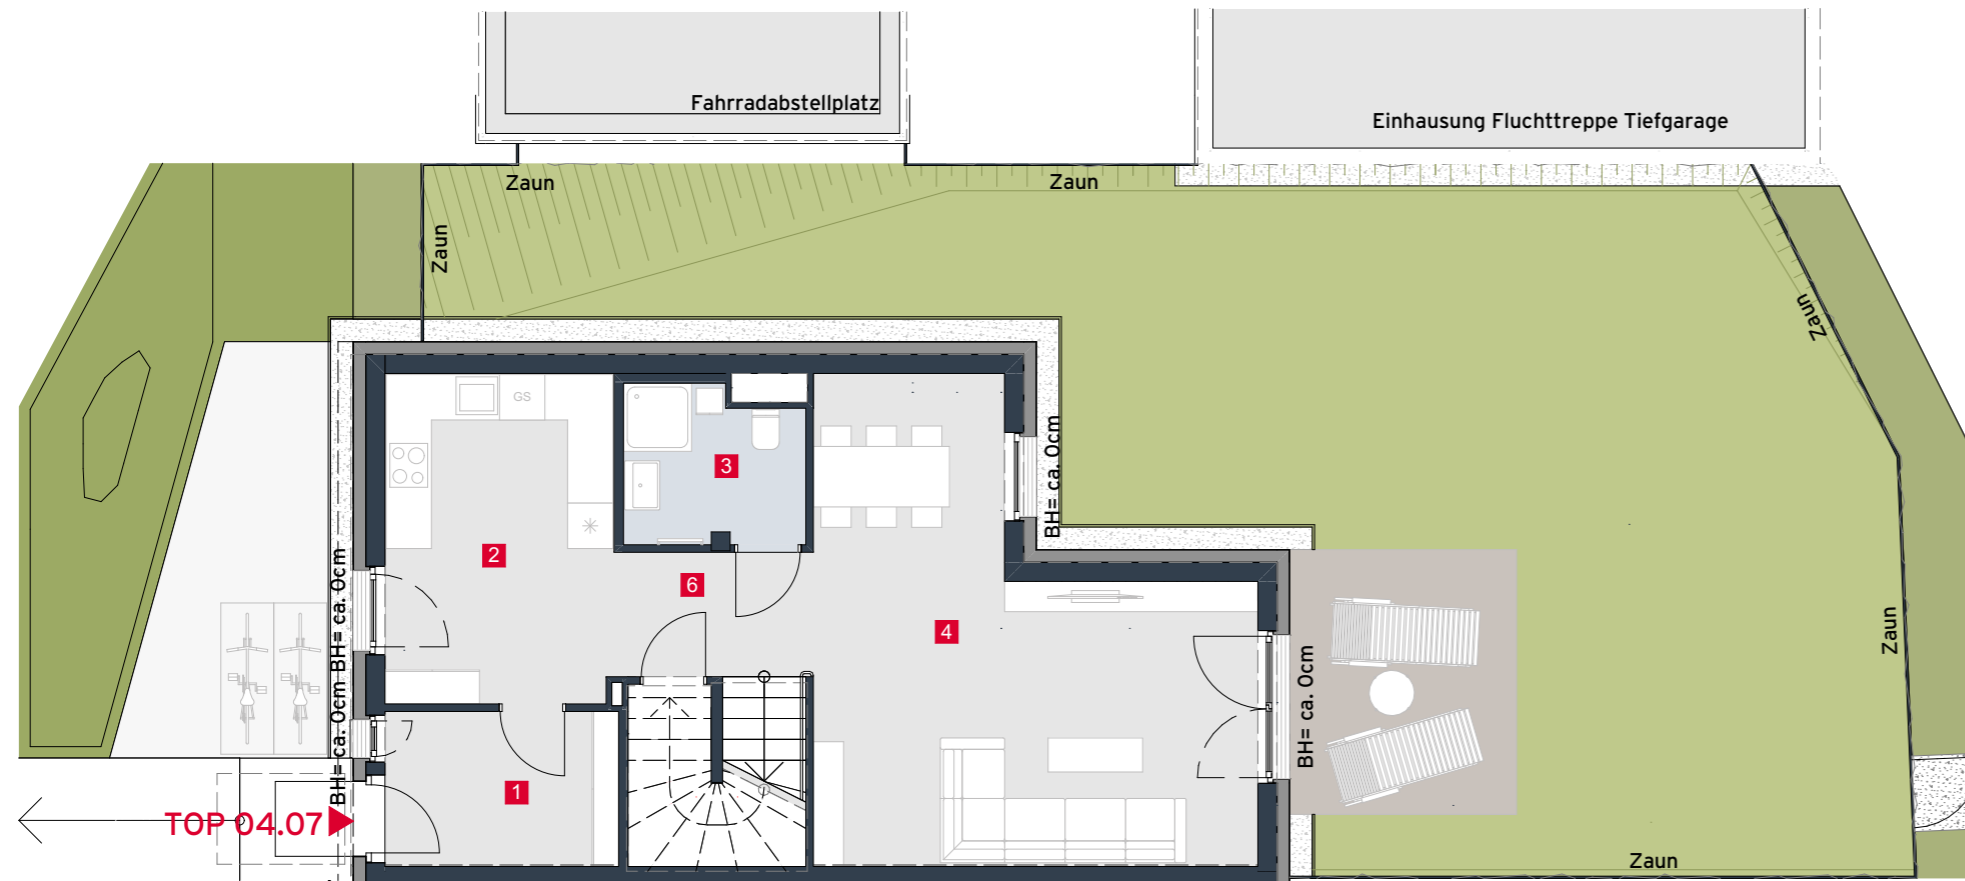 Fahrradabstellplatz
Einhausung Fluchttreppe Tiefgarage
Zaun
Zaun
Zaun
Zaun
GS
3
BH= ca. 0cm
2
BH= ca. 0cm
6
4
Zaun
BH= ca. 0cm
BH= ca. 0cm
1
TOP 04.07
Zaun